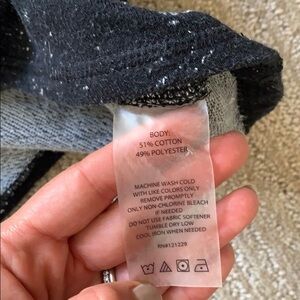 BODY:
51% COTTON
49% POLYESTER
MACHINE WASH COLD
WITH LIKE COLORS ONLY
REMOVE PROMPTLY
ONLY NON-CHLORINE BLEACH
IF NEEDED
DO NOT USE FABRIC SOFTENER
TUMBLE DRY LOW
COOL IRON WHEN NEEDED
RN#121229